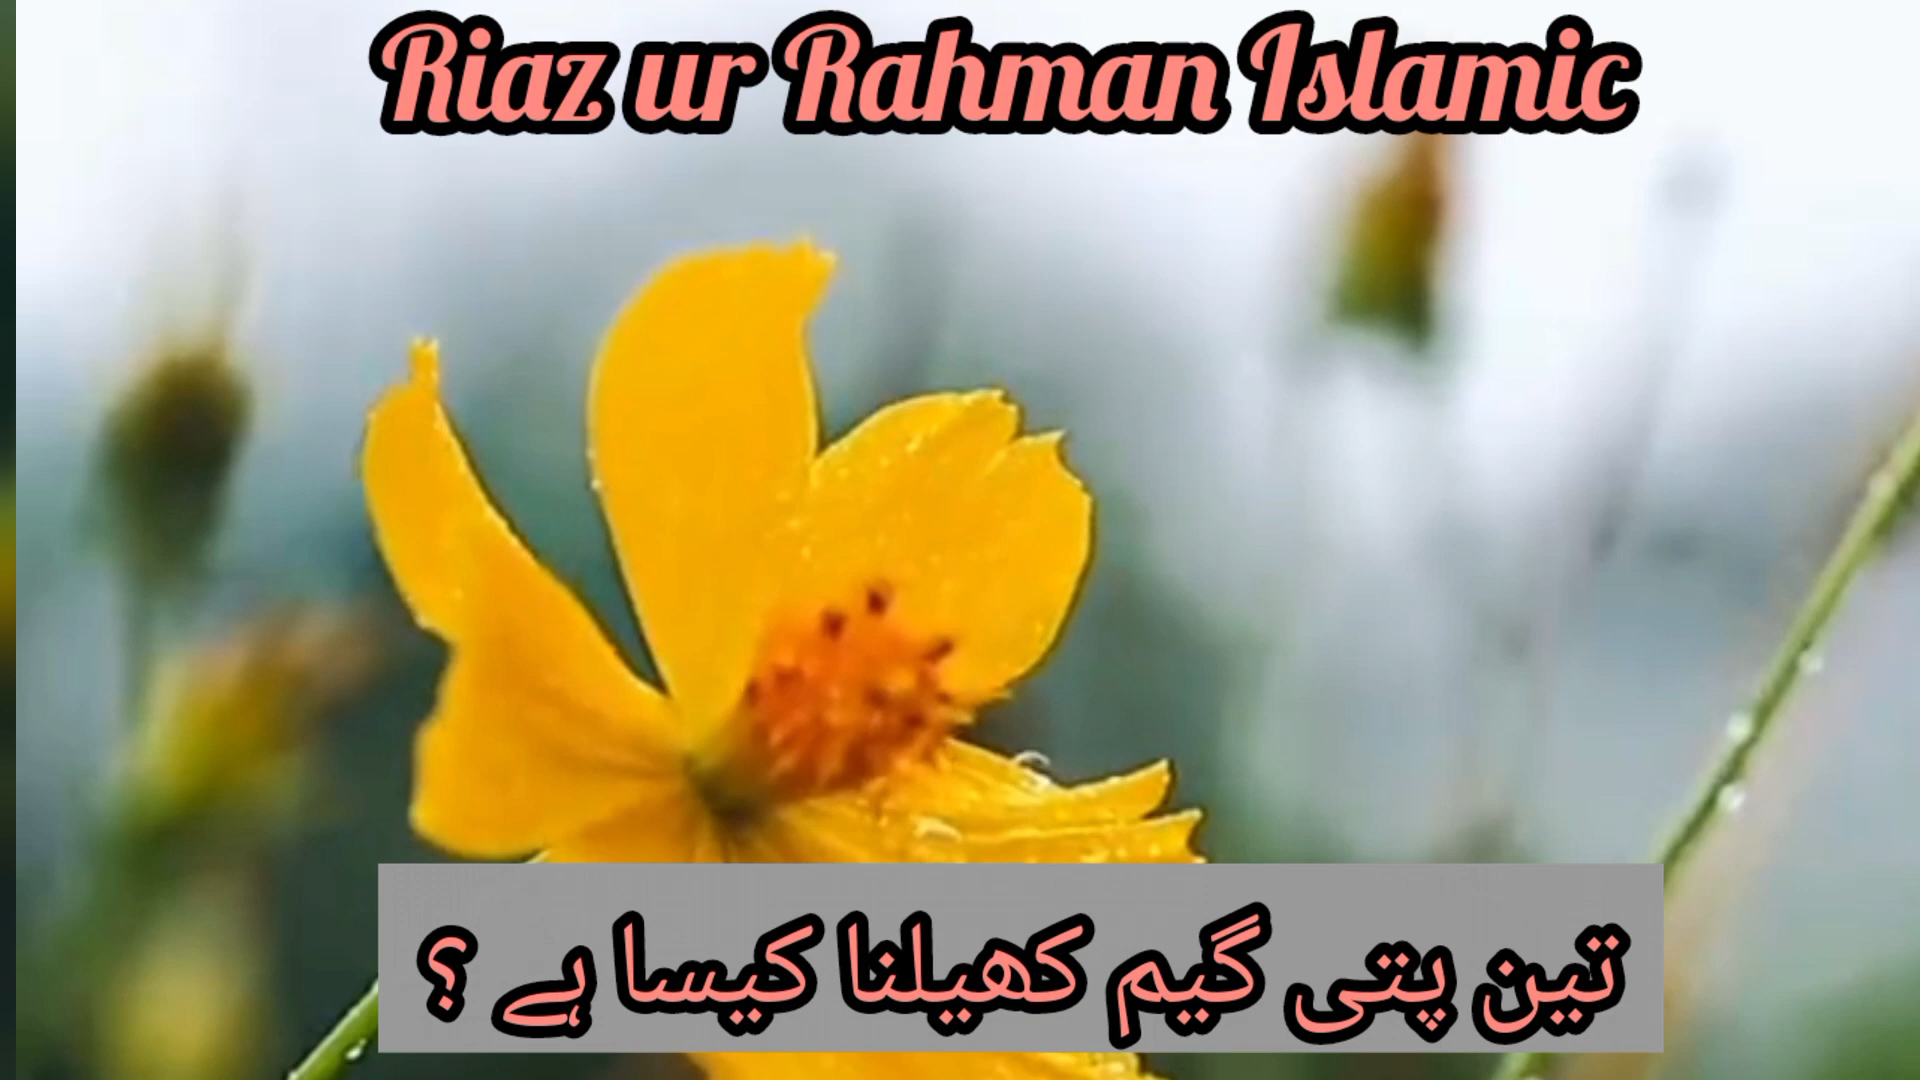 Riaz ur Rahman Islamic
تین پتی گیم کھیلنا کیسا ہے ؟